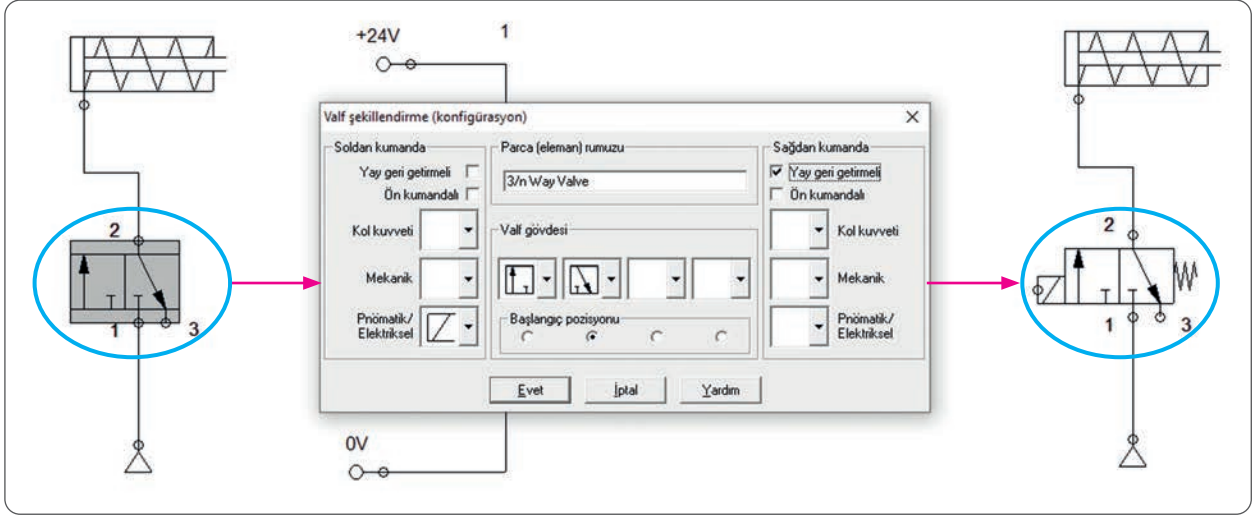 +24V
1
Valf şekillendirme (konfigürasyon)
Soldan kumanda
Yay geri getirmeli
Ön kumandalı
Kol kuvveti
Mekanik
Pnömatik/
Elektriksel
Parca (eleman) rumuzu
3/n Way Valve
Valf gövdesi
Başlangıç pozisyonu
Sağdan kumanda
Yay geri getirmeli
Ön kumandalı
Kol kuvveti
Mekanik
Pnömatik/
Elektriksel
Evet
İptal
Yardım
2
1
3
2
1
3
0V